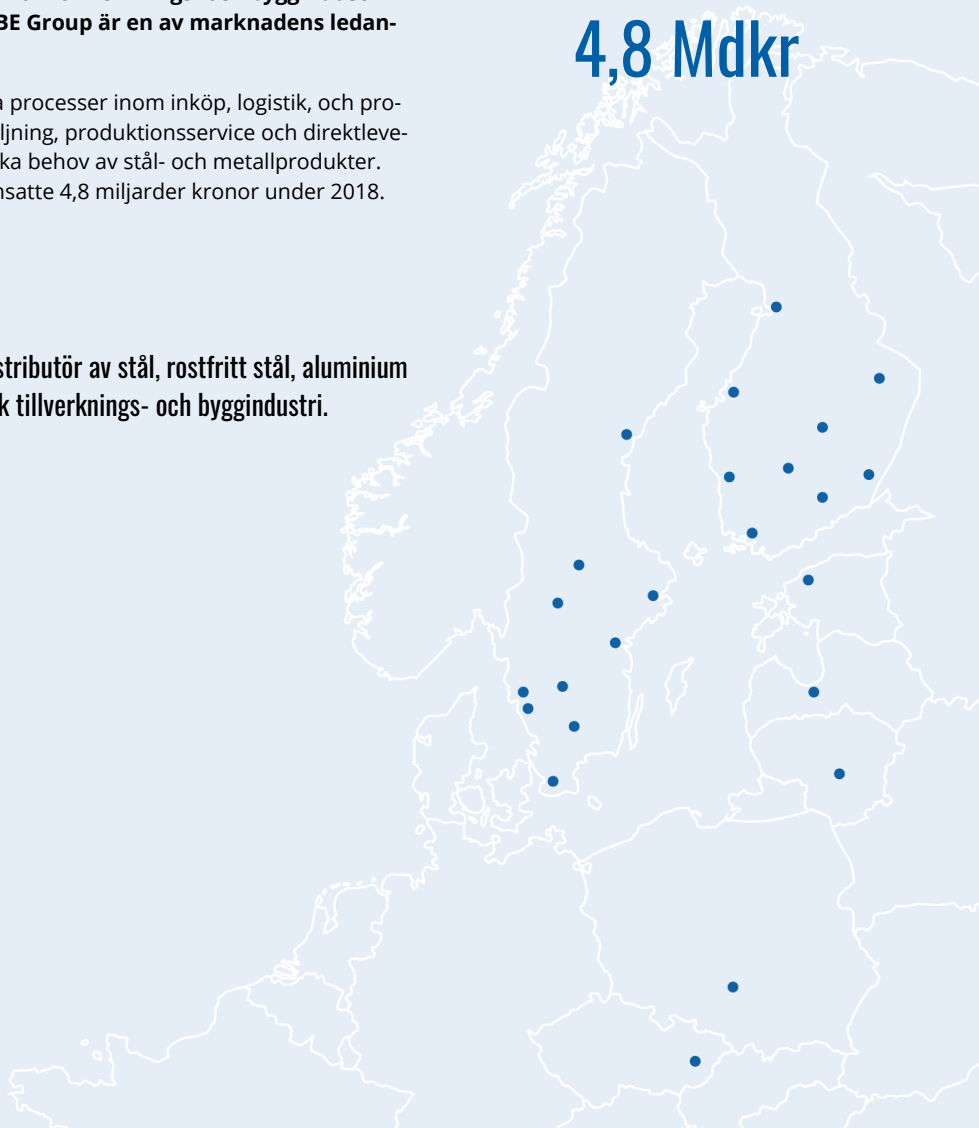 BE Group är en av marknadens ledan-
4,8 Mdkr
processer inom inköp, logistik, och pro-
ljning, produktionsservice och direktleve-
ka behov av stål- och metallprodukter.
nsatte 4,8 miljarder kronor under 2018.
stributör av stål, rostfritt stål, aluminium
k tillverknings- och byggindustri.